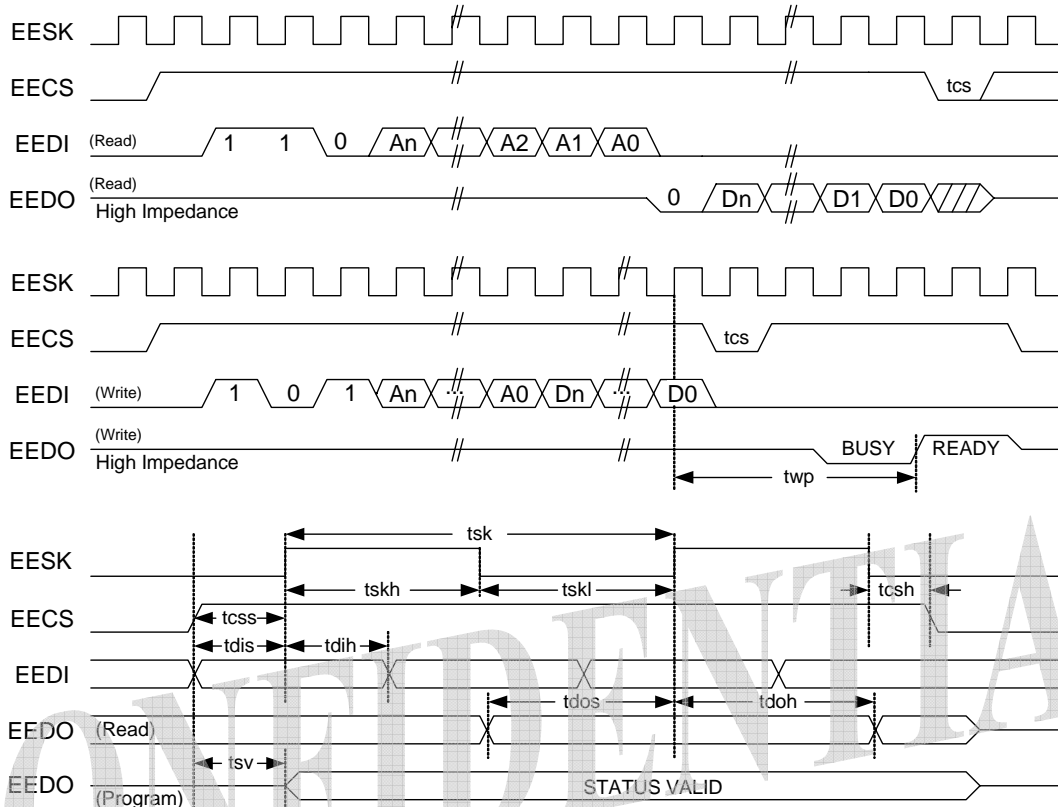 EESK
EECS tcs
EEDI (Read) 1 1 0 An A2 A1 A0
EEDO (Read) High Impedance 0 Dn D1 D0
EESK
EECS tcs
EEDI (Write) 1 0 1 An ... A0 Dn ... D0
EEDO (Write) High Impedance BUSY READY
twp
tsk
EESK
tskh tskl tcsh
EECS tcss
tdis tdih
EEDI
tdos tdoh
EEDO (Read)
tsv
EEDO (Program) STATUS VALID
ONFIDENTIA